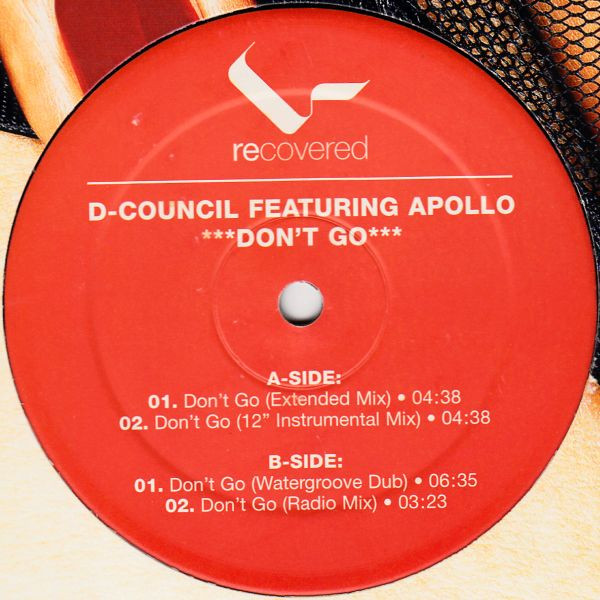 recovered
D-COUNCIL FEATURING APOLLO
***DON'T GO***
A-SIDE:
01. Don't Go (Extended Mix) • 04:38
02. Don't Go (12" Instrumental Mix) • 04:38
B-SIDE:
01. Don't Go (Watergroove Dub) • 06:35
02. Don't Go (Radio Mix) • 03:23